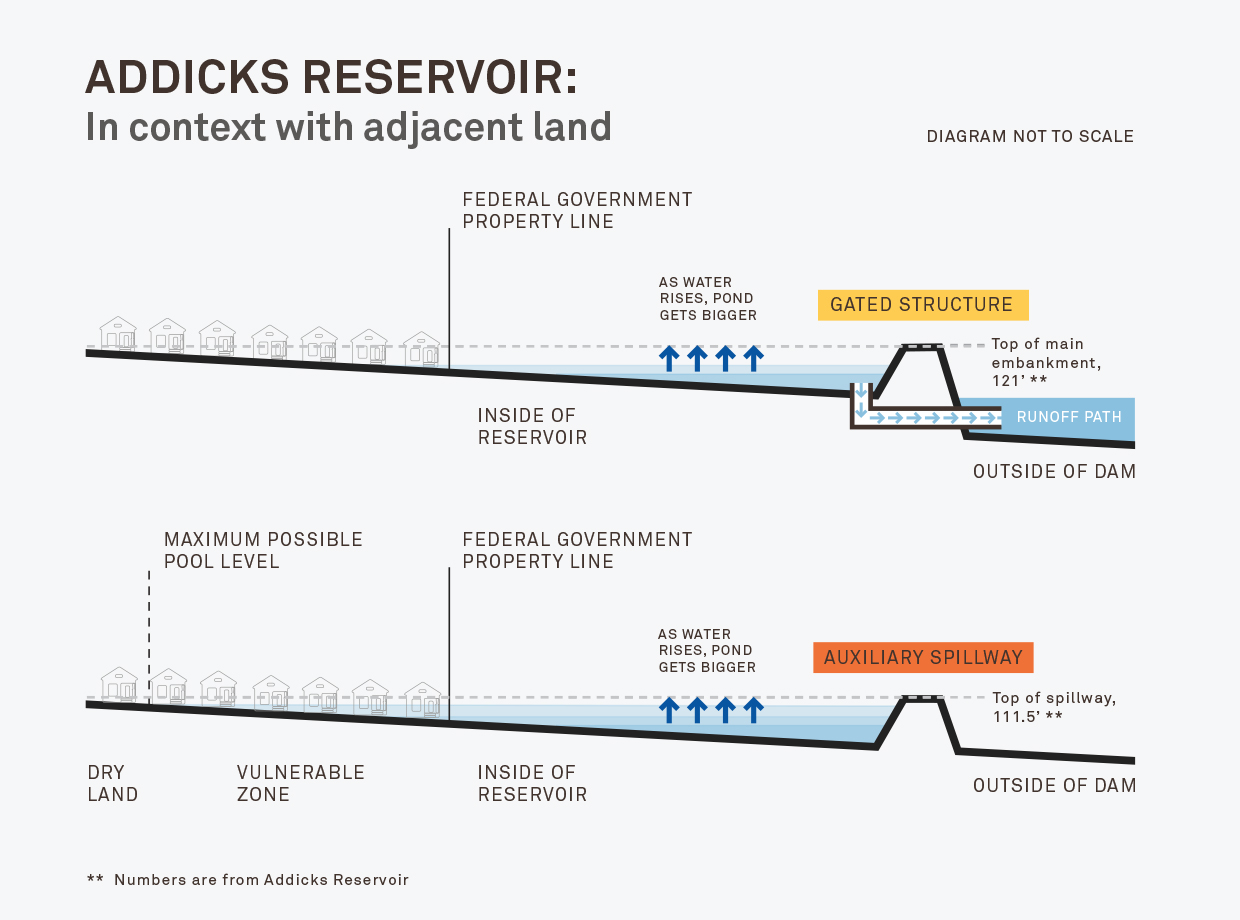 ADDICKS RESERVOIR:
In context with adjacent land
DIAGRAM NOT TO SCALE
FEDERAL GOVERNMENT
PROPERTY LINE
AS WATER
RISES, POND
GETS BIGGER
GATED STRUCTURE
Top of main
embankment,
121' **
RUNOFF PATH
INSIDE OF
RESERVOIR
OUTSIDE OF DAM
MAXIMUM POSSIBLE
POOL LEVEL
FEDERAL GOVERNMENT
PROPERTY LINE
AS WATER
RISES, POND
GETS BIGGER
AUXILIARY SPILLWAY
Top of spillway,
111.5' **
DRY
LAND
VULNERABLE
ZONE
INSIDE OF
RESERVOIR
OUTSIDE OF DAM
** Numbers are from Addicks Reservoir